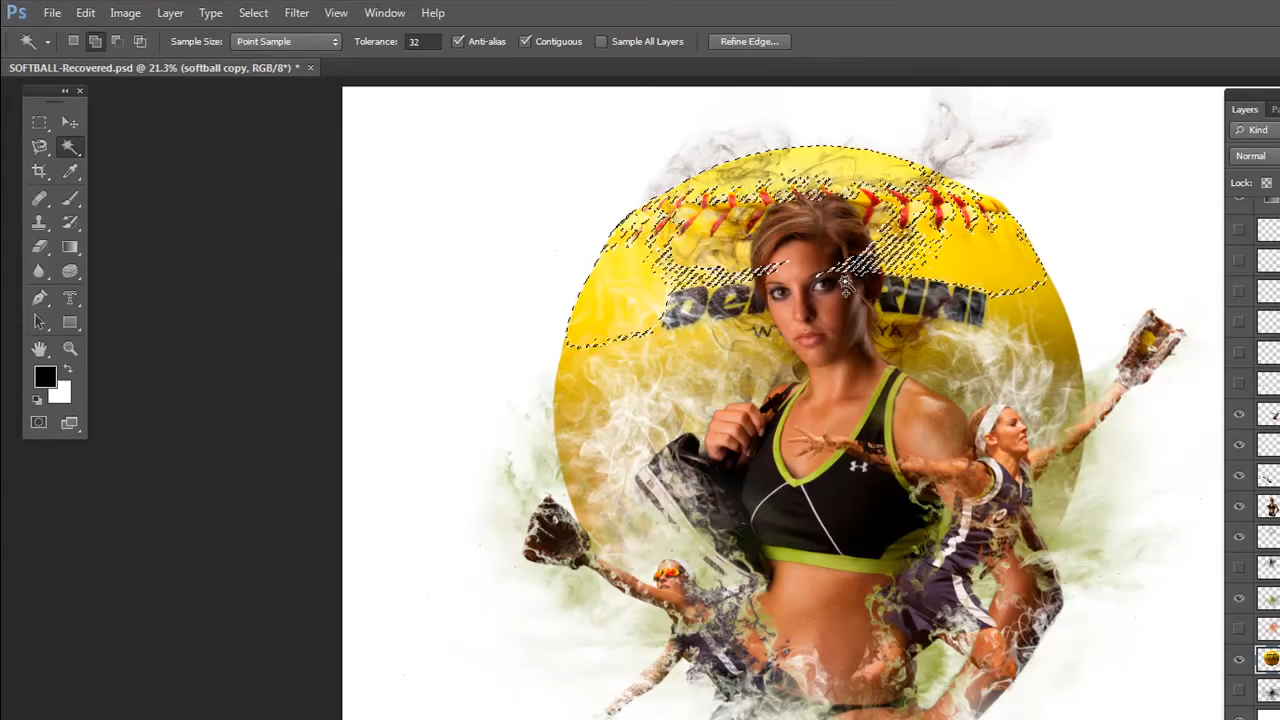 Ps File Edit Image Layer Type Select Filter View Window Help
Sample Size: Point Sample Tolerance: 32 Anti-alias Contiguous Sample All Layers Refine Edge...
SOFTBALL-Recovered.psd @ 21.3% (softball copy, RGB/8*) * ×
Layers
Kind
Normal
Lock: